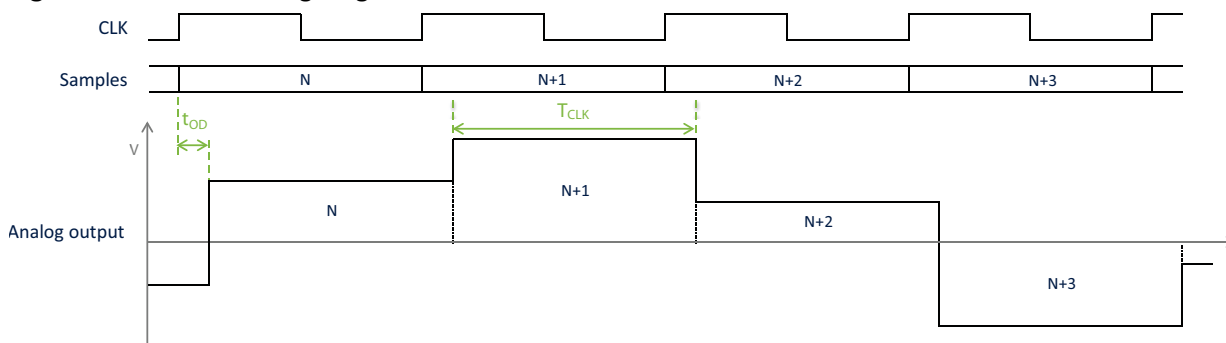 CLK
Samples
N
N+1
N+2
N+3
tOD
TCLK
V
N+1
N
N+2
Analog output
N+3